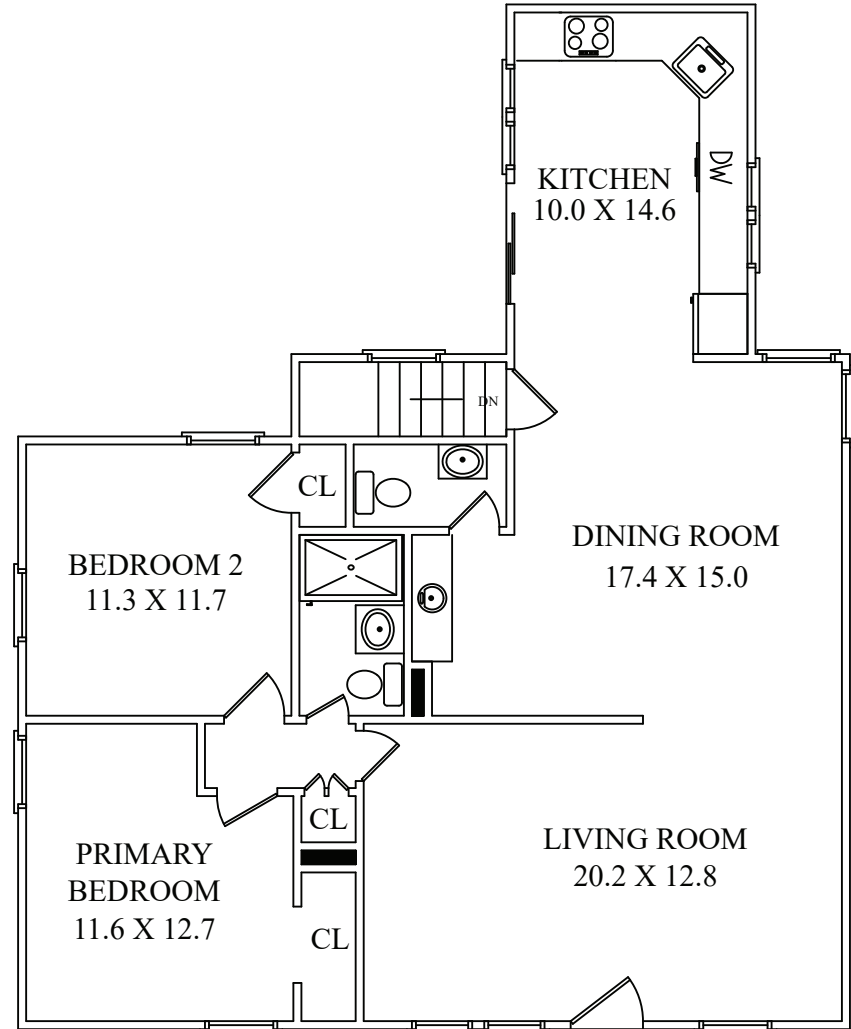 KITCHEN
10.0 X 14.6
DW
DN
CL
BEDROOM 2
11.3 X 11.7
DINING ROOM
17.4 X 15.0
CL
PRIMARY
BEDROOM
11.6 X 12.7
CL
LIVING ROOM
20.2 X 12.8